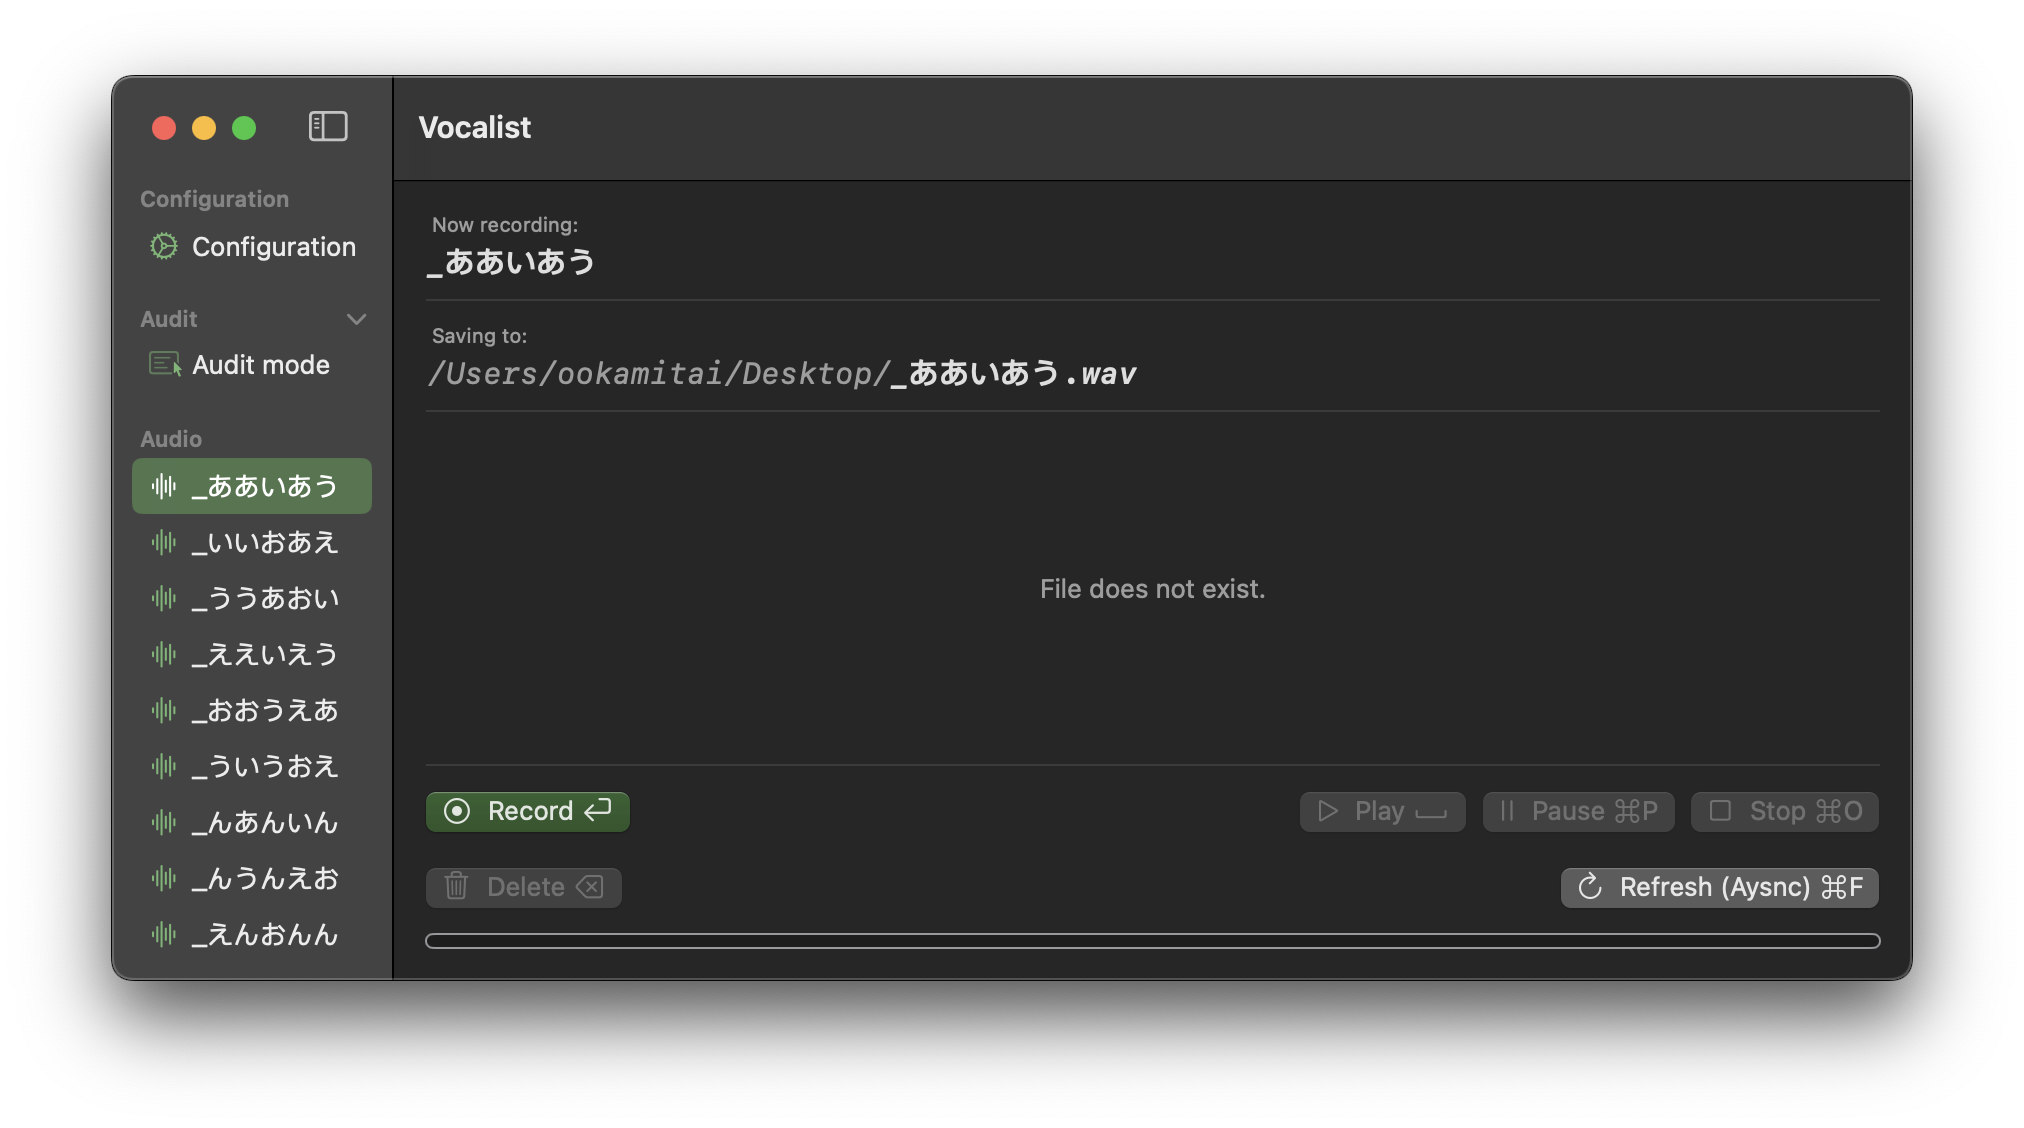 Vocalist
Configuration
Configuration
Audit
Audit mode
Audio
_ああいあう
_いいおあえ
_ううあおい
_ええいえう
_おおうえあ
_ういうおえ
_んあんいん
_んうんえお
_えんおんん
Now recording:
_ああいあう
Saving to:
/Users/ookamitai/Desktop/_ああいあう.wav
File does not exist.
Record
Play
Pause ⌘P
Stop ⌘O
Delete
Refresh (Aysnc) ⌘F